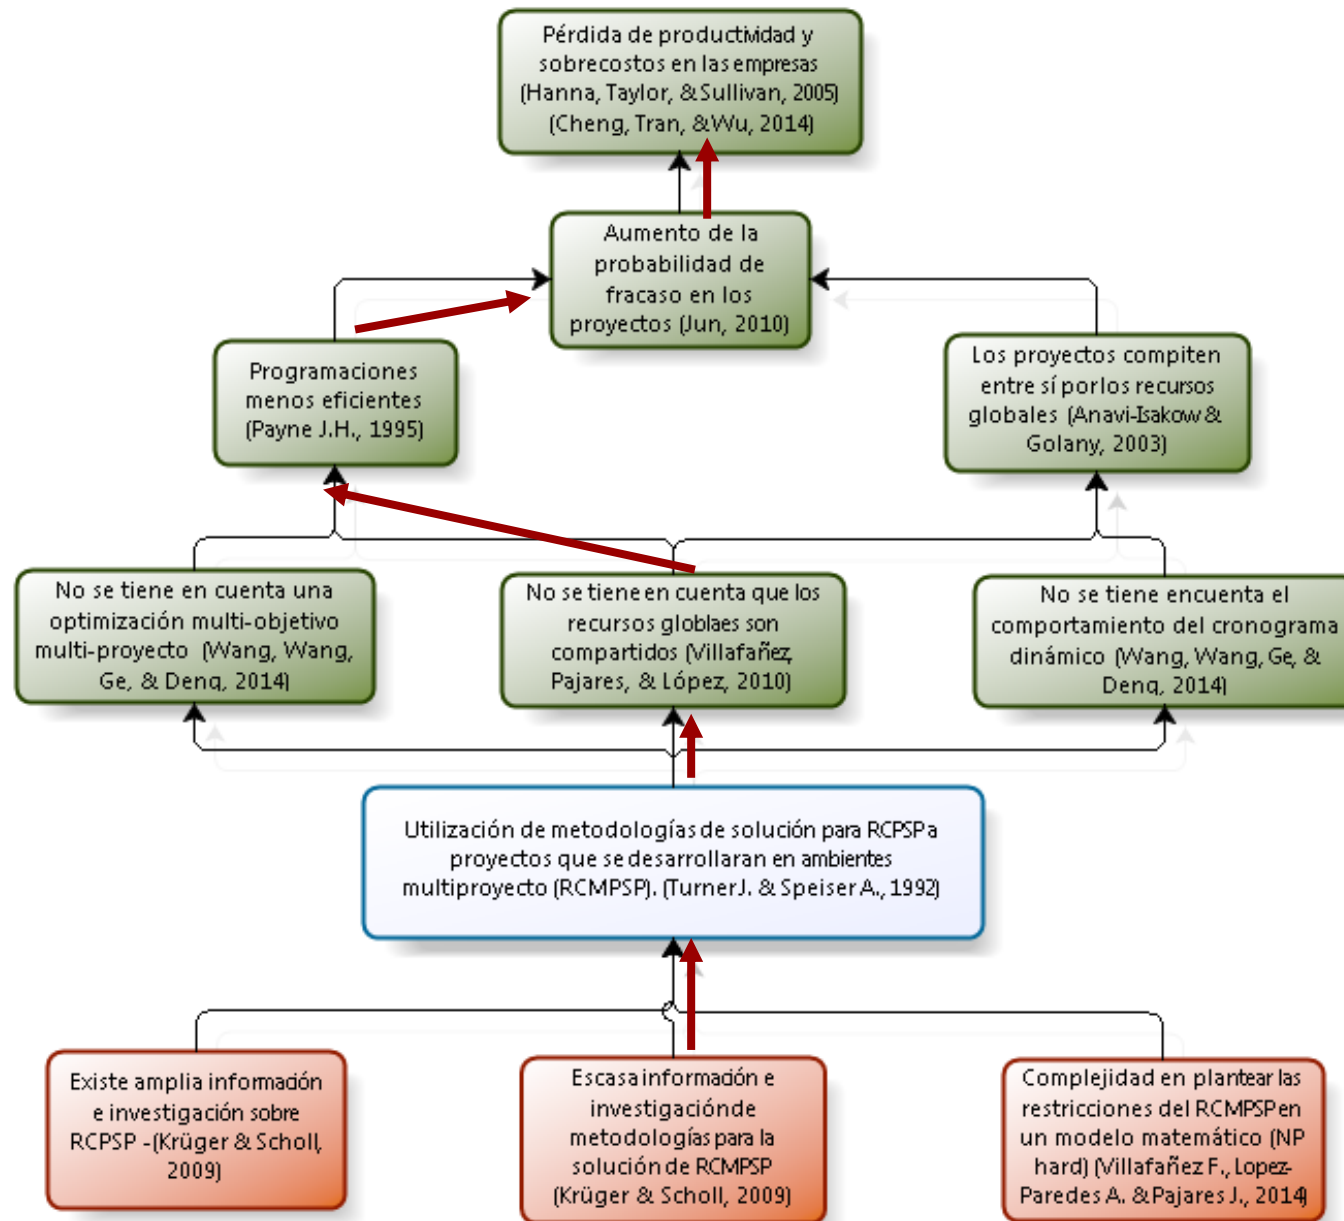 Pérdida de productividad y
sobrecostos en las empresas
(Hanna, Taylor, & Sullivan, 2005)
(Cheng, Tran, & Wu, 2014)
Aumento de la
probabilidad de
fracaso en los
proyectos (Jun, 2010)
Programaciones
menos eficientes
(Payne J.H., 1995)
Los proyectos compiten
entre sí por los recursos
globales (Anavi-Isakow &
Golany, 2003)
No se tiene en cuenta una
optimización multi-objetivo
multi-proyecto (Wang, Wang,
Ge, & Deng, 2014)
No se tiene en cuenta que los
recursos globlaes son
compartidos (Villafañez,
Pajares, & López, 2010)
No se tiene encuenta el
comportamiento del cronograma
dinámico (Wang, Wang, Ge, &
Deng, 2014)
Utilización de metodologías de solución para RCPSP a
proyectos que se desarrollaran en ambientes
multiproyecto (RCMPSP). (Turner J. & Speiser A., 1992)
Existe amplia información
e investigación sobre
RCPSP -(Krüger & Scholl,
2009)
Escasa información e
investigación de
metodologías para la
solución de RCMPSP
(Krüger & Scholl, 2009)
Complejidad en plantear las
restricciones del RCMPSP en
un modelo matemático (NP
hard) (Villafañez F., Lopez-
Paredes A. & Pajares J., 2014)